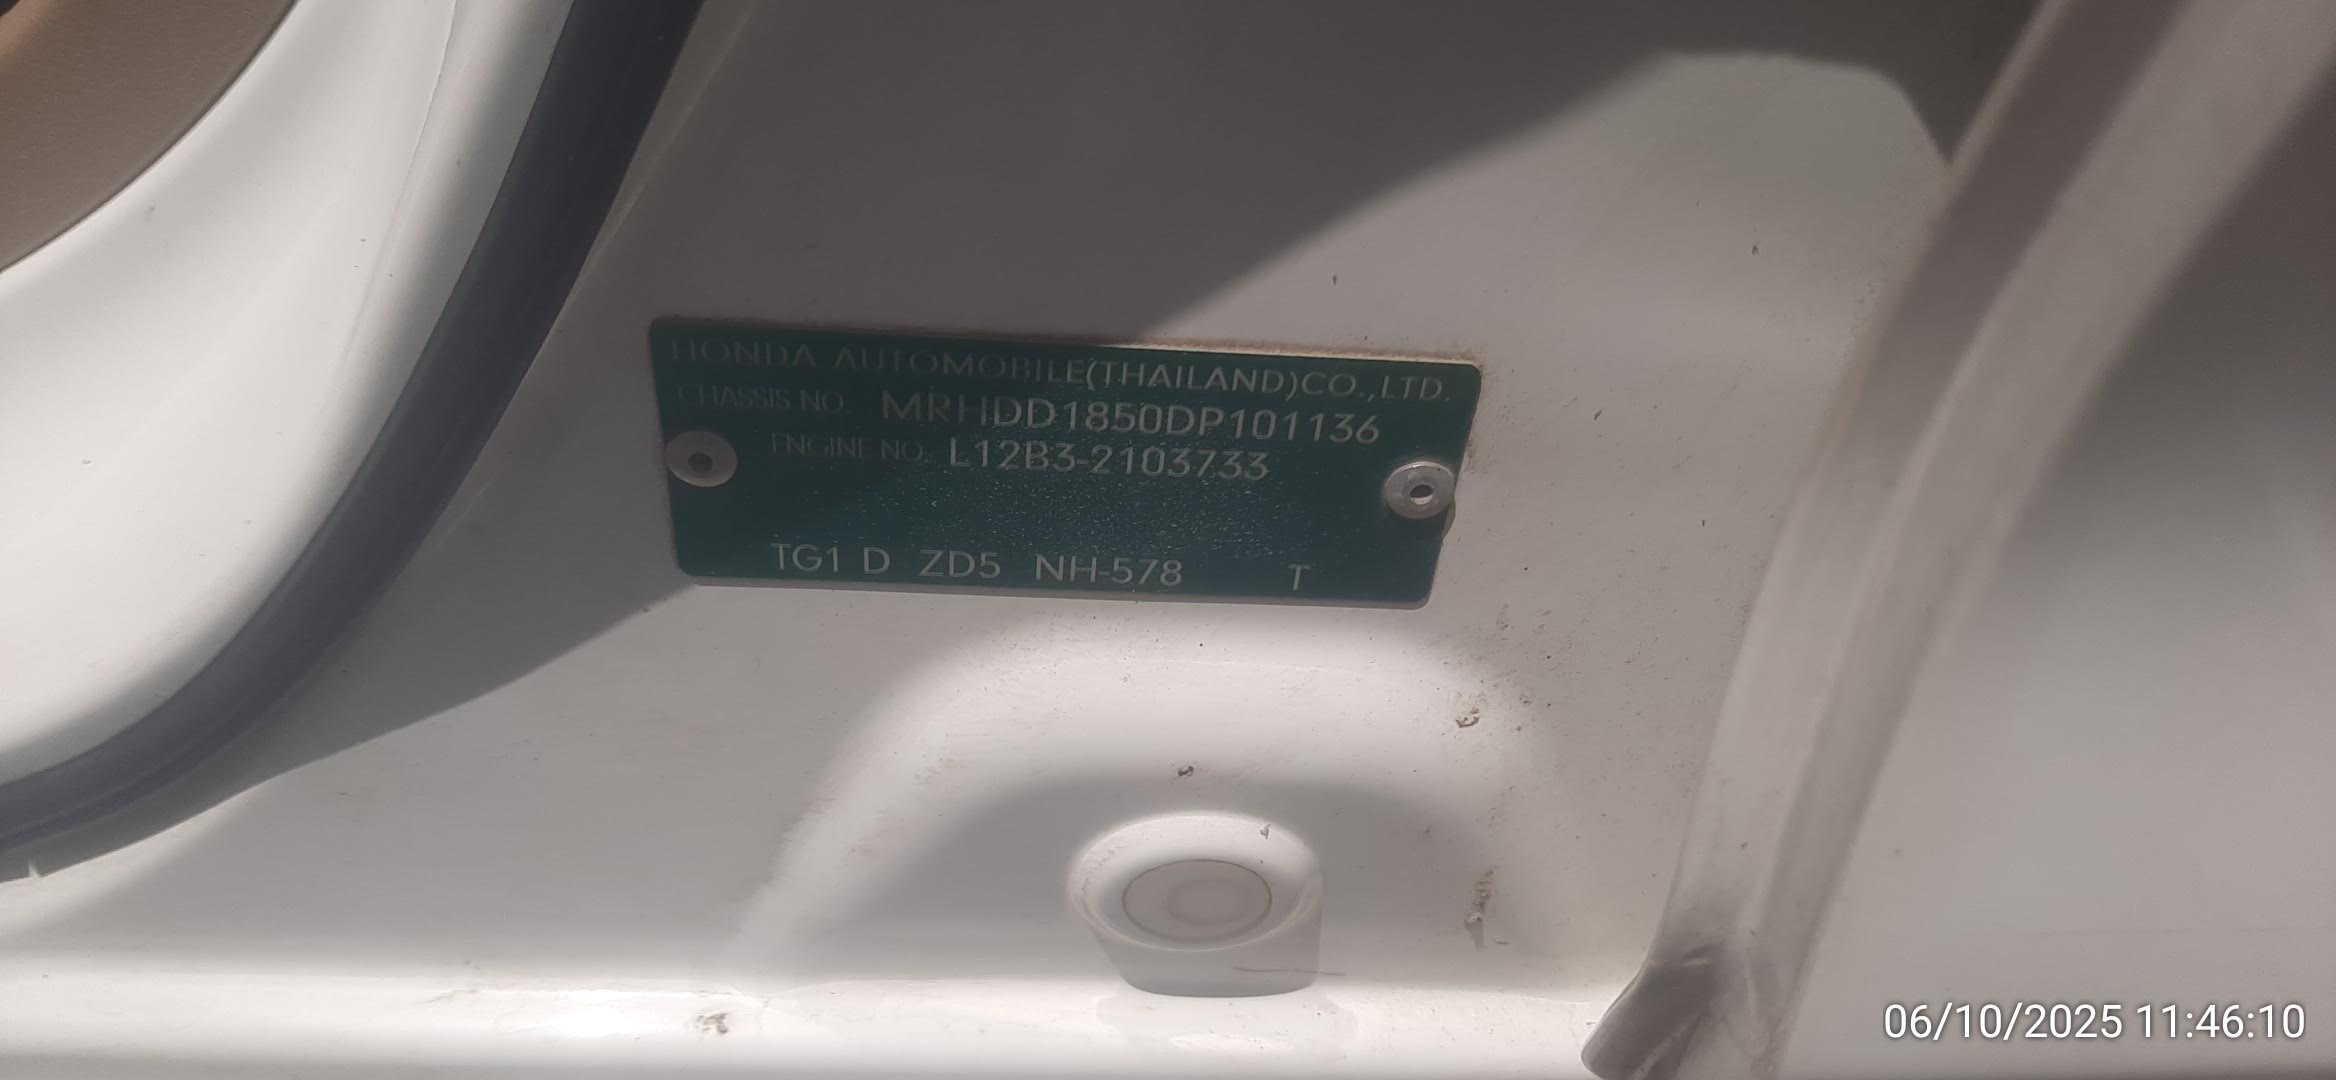 HONDA AUTOMOBILE(THAILAND)CO.,LTD.
CHASSIS NO. MRHDD1850DP101136
ENGINE NO. L12B3-2103733
TG1 D ZD5 NH-578 T
06/10/2025 11:46:10